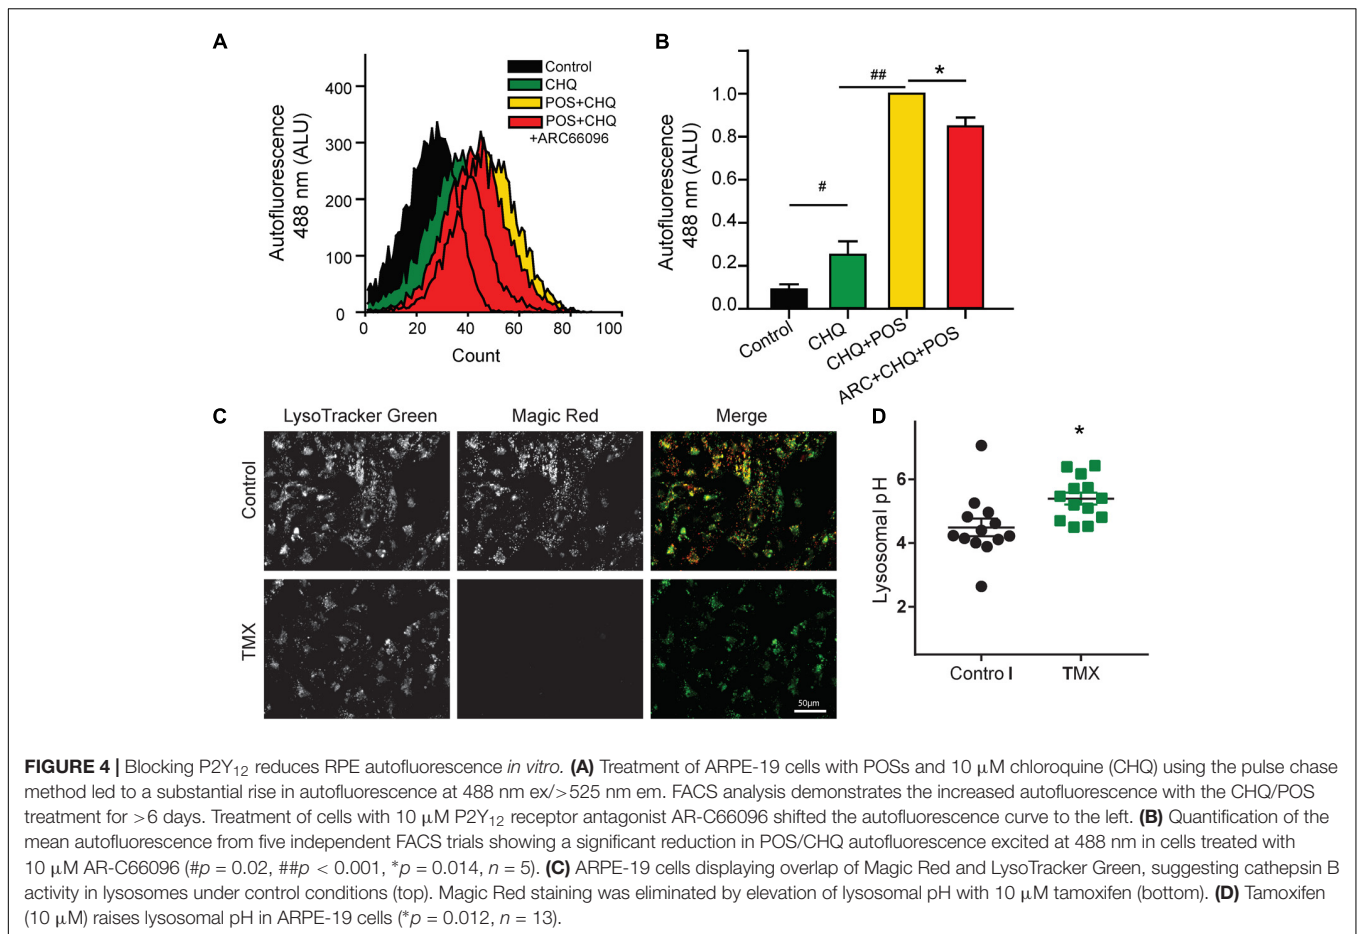 A
Control
CHQ
POS+CHQ
POS+CHQ
+ARC66096
Autofluorescence
488 nm (ALU)
400
300
200
100
0
0 20 40 60 80 100
Count
B
Autofluorescence
488 nm (ALU)
1.0
0.8
0.6
0.4
0.2
0.0
#
##
*
Control
CHQ
CHQ+POS
ARC+CHQ+POS
C
LysoTracker Green Magic Red Merge
Control
TMX
50µm
D
*
Lysosomal pH
6
4
2
Contro l TMX
FIGURE 4 | Blocking P2Y12 reduces RPE autofluorescence in vitro. (A) Treatment of ARPE-19 cells with POSs and 10 µM chloroquine (CHQ) using the pulse chase
method led to a substantial rise in autofluorescence at 488 nm ex/>525 nm em. FACS analysis demonstrates the increased autofluorescence with the CHQ/POS
treatment for >6 days. Treatment of cells with 10 µM P2Y12 receptor antagonist AR-C66096 shifted the autofluorescence curve to the left. (B) Quantification of the
mean autofluorescence from five independent FACS trials showing a significant reduction in POS/CHQ autofluorescence excited at 488 nm in cells treated with
10 µM AR-C66096 (#p = 0.02, ##p < 0.001, *p = 0.014, n = 5). (C) ARPE-19 cells displaying overlap of Magic Red and LysoTracker Green, suggesting cathepsin B
activity in lysosomes under control conditions (top). Magic Red staining was eliminated by elevation of lysosomal pH with 10 µM tamoxifen (bottom). (D) Tamoxifen
(10 µM) raises lysosomal pH in ARPE-19 cells (*p = 0.012, n = 13).